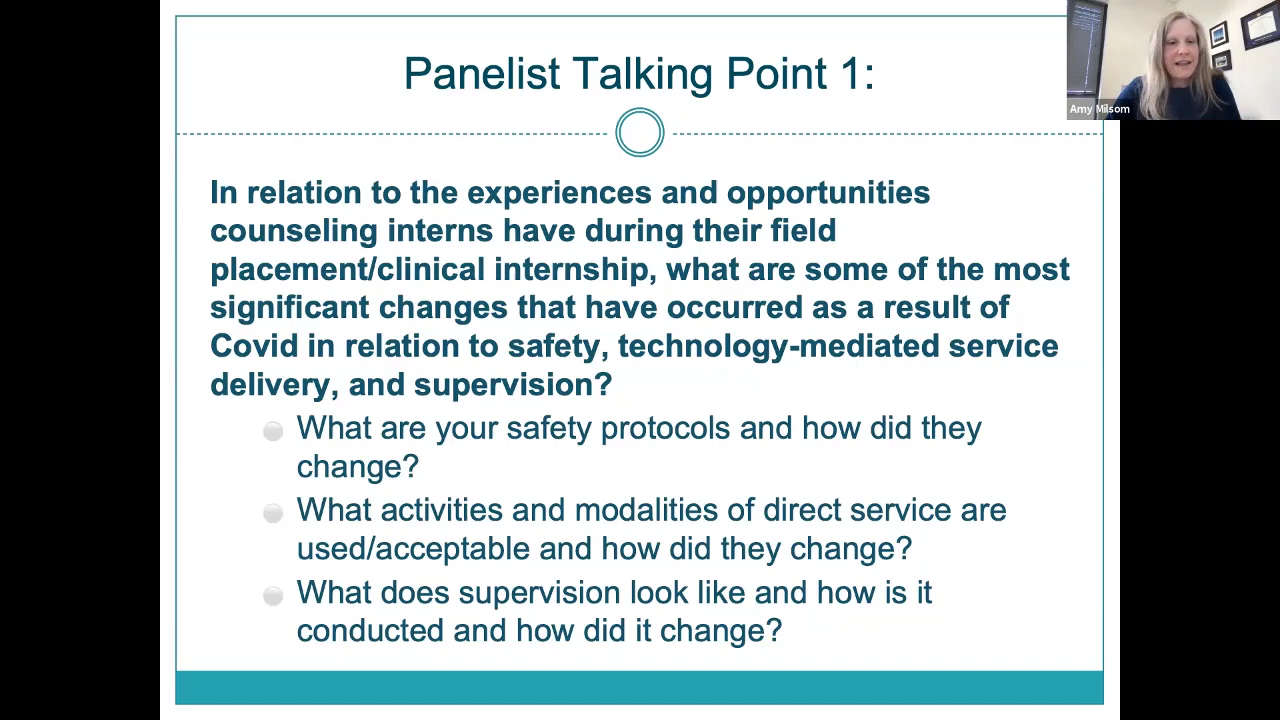 Panelist Talking Point 1:
Amy Milsom
In relation to the experiences and opportunities
counseling interns have during their field
placement/clinical internship, what are some of the most
significant changes that have occurred as a result of
Covid in relation to safety, technology-mediated service
delivery, and supervision?
What are your safety protocols and how did they
change?
What activities and modalities of direct service are
used/acceptable and how did they change?
What does supervision look like and how is it
conducted and how did it change?